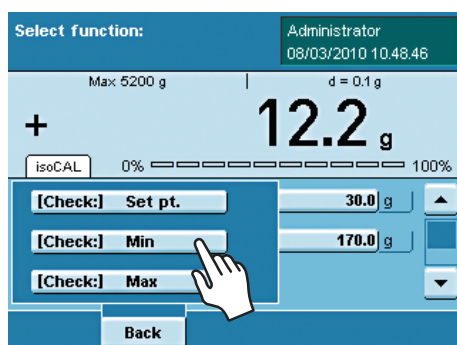 Select function:
Administrator
08/03/2010 10.48.46
Max 5200 g
d = 0.1 g
+ 12.2 g
isoCAL 0% 100%
[Check:] Set pt. 30.0 g
[Check:] Min 170.0 g
[Check:] Max
Back